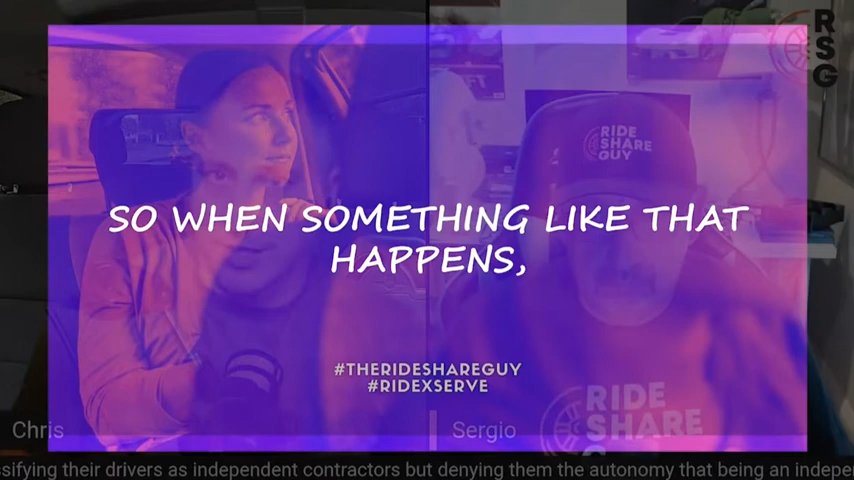 RSG
RIDE
SHARE
GUY
SO WHEN SOMETHING LIKE THAT
HAPPENS,
#THERIDESHAREGUY
#RIDEXSERVE
RIDE
SHARE
Chris
Sergio
ssifying their drivers as independent contractors but denying them the autonomy that being an indepe